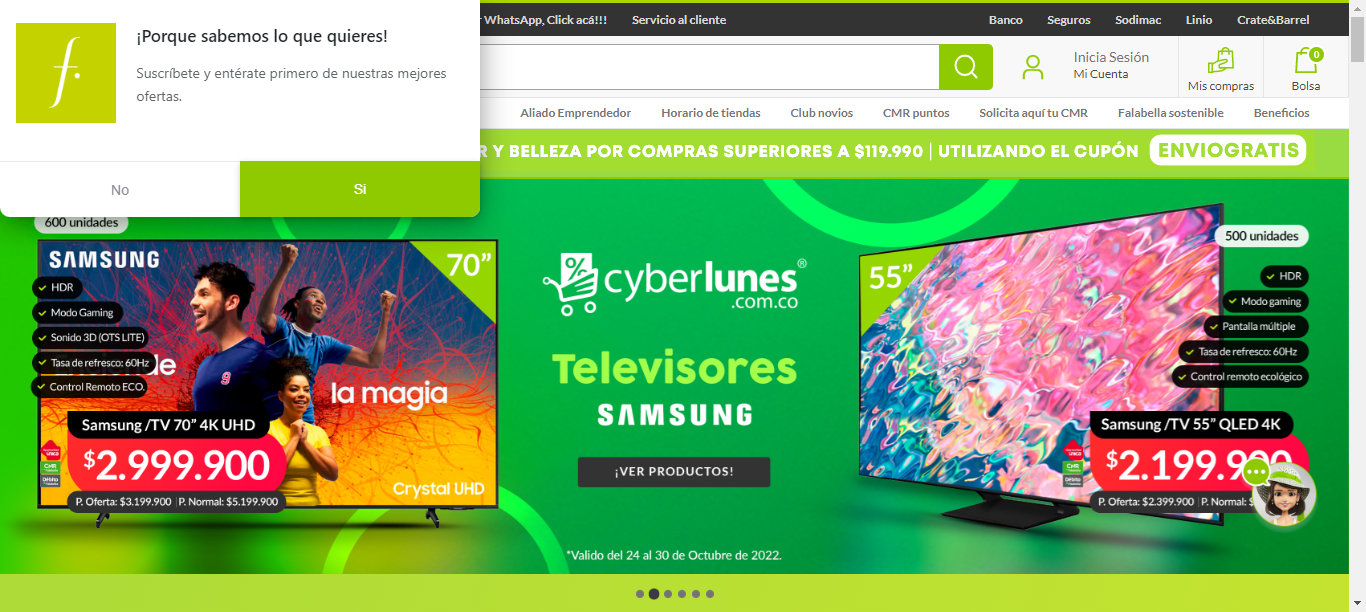 WhatsApp, Click acá!!!
Servicio al cliente
Banco
Seguros
Sodimac
Linio
Crate&Barrel
¡Porque sabemos lo que quieres!
Suscríbete y entérate primero de nuestras mejores
ofertas.
No
Si
Inicia Sesión
Mi Cuenta
Mis compras
0
Bolsa
Aliado Emprendedor
Horario de tiendas
Club novios
CMR puntos
Solicita aquí tu CMR
Falabella sostenible
Beneficios
Y BELLEZA POR COMPRAS SUPERIORES A $119.990 | UTILIZANDO EL CUPÓN ENVIOGRATIS
600 unidades
SAMSUNG
70”
HDR
Modo Gaming
Sonido 3D (OTS LITE)
Tasa de refresco: 60Hz
Control Remoto ECO.
la magia
Samsung /TV 70” 4K UHD
$2.999.900
P. Oferta: $3.199.900 | P. Normal: $5.199.900
Crystal UHD
cyberlunes®
.com.co
Televisores
SAMSUNG
¡VER PRODUCTOS!
*Valido del 24 al 30 de Octubre de 2022.
500 unidades
55”
HDR
Modo gaming
Pantalla múltiple
Tasa de refresco: 60Hz
Control remoto ecológico
Samsung /TV 55” QLED 4K
$2.199.9
P. Oferta: $2.399.900 | P. Normal: $